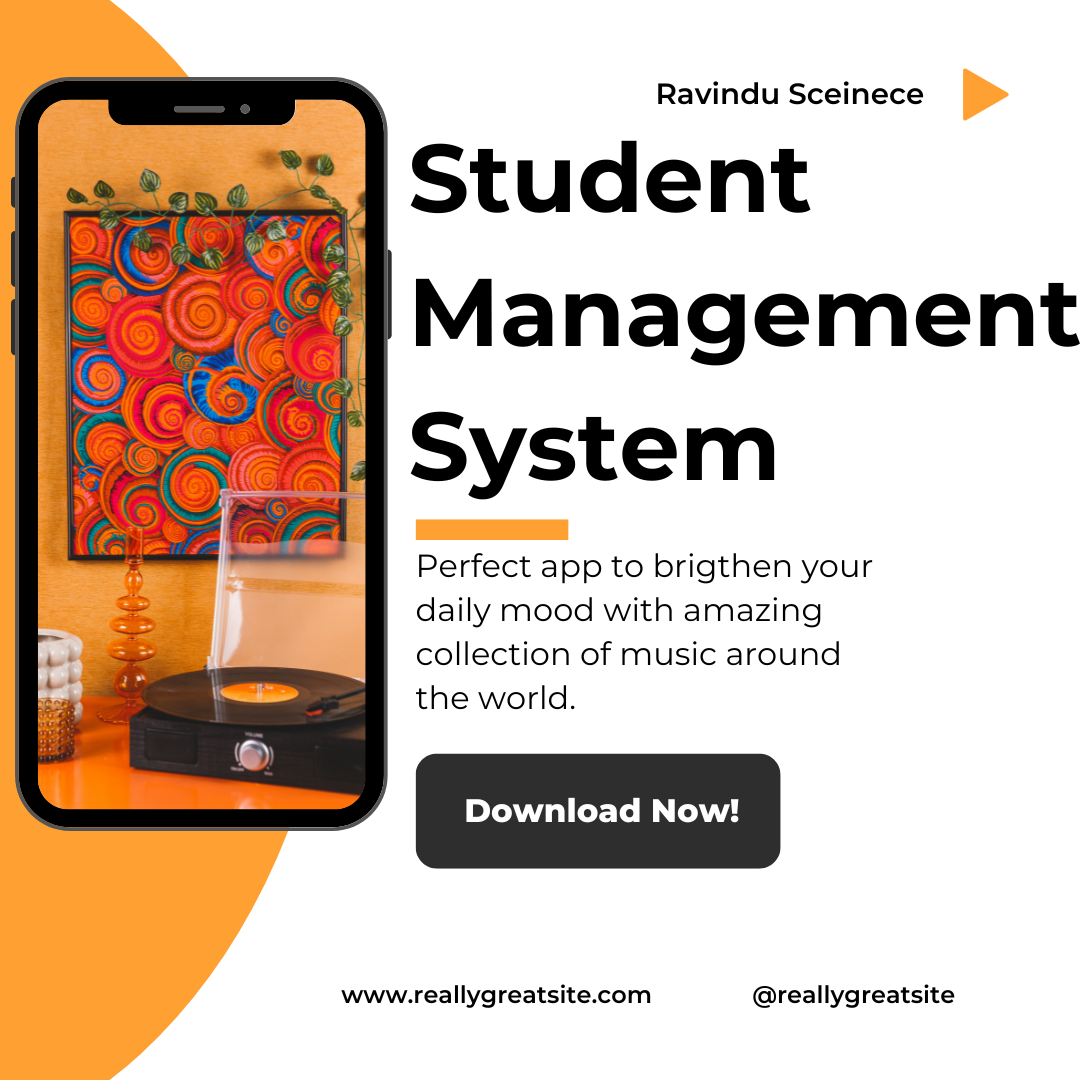 Ravindu Sceinece
Student
Management
System
Perfect app to brigthen your
daily mood with amazing
collection of music around
the world.
Download Now!
www.reallygreatsite.com
@reallygreatsite
VOLUME